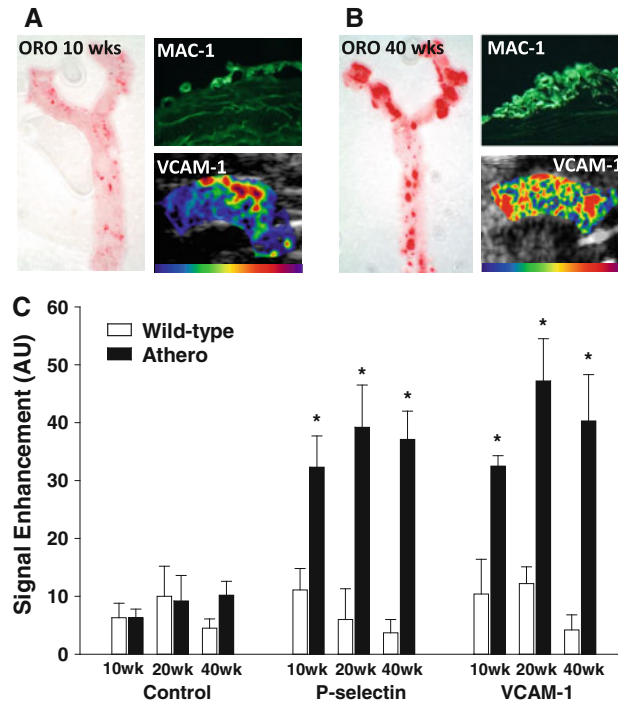 A
ORO 10 wks
MAC-1
VCAM-1
B
ORO 40 wks
MAC-1
VCAM-1
C
Signal Enhancement (AU)
60
50
40
30
20
10
0
Wild-type
Athero
* * * * * *
10wk 20wk 40wk 10wk 20wk 40wk 10wk 20wk 40wk
Control P-selectin VCAM-1